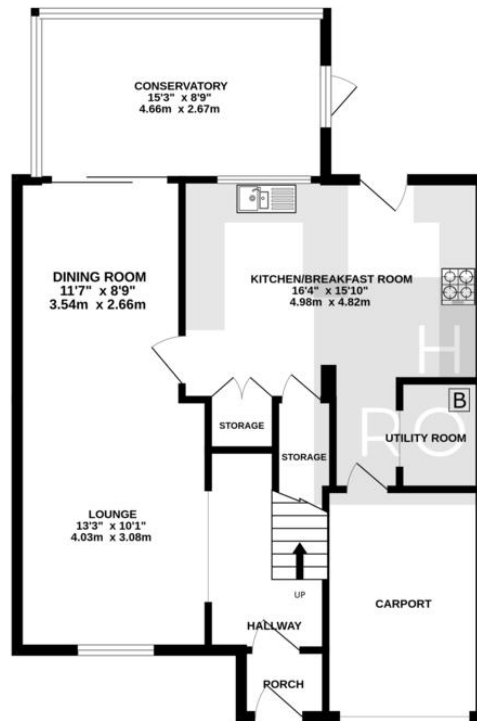 CONSERVATORY
15'3" x 8'9"
4.66m x 2.67m
DINING ROOM
11'7" x 8'9"
3.54m x 2.66m
KITCHEN/BREAKFAST ROOM
16'4" x 15'10"
4.98m x 4.82m
H
B
RO
UTILITY ROOM
STORAGE
STORAGE
LOUNGE
13'3" x 10'1"
4.03m x 3.08m
UP
CARPORT
HALLWAY
PORCH